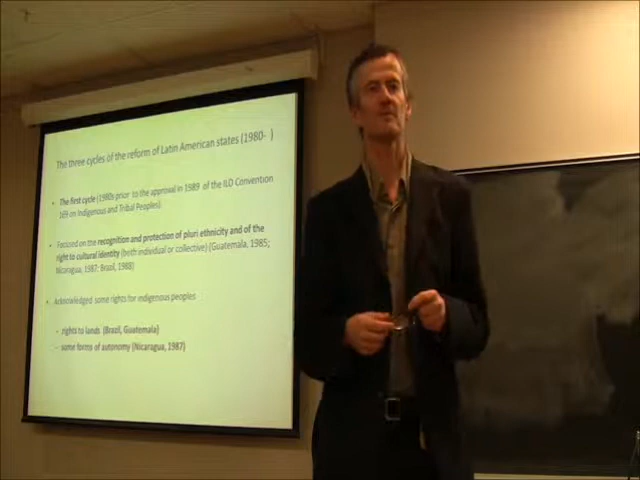 The three cycles of the reform of Latin American states (1980- )
• The first cycle (1980s prior to the approval in 1989 of the ILO Convention
169 on Indigenous and Tribal Peoples).
• Focused on the recognition and protection of pluri ethnicity and of the
right to cultural identity (both individual or collective) (Guatemala, 1985;
Nicaragua, 1987; Brazil, 1988)
• Acknowledged some rights for indigenous peoples
- rights to lands (Brazil, Guatemala)
- some forms of autonomy (Nicaragua, 1987)